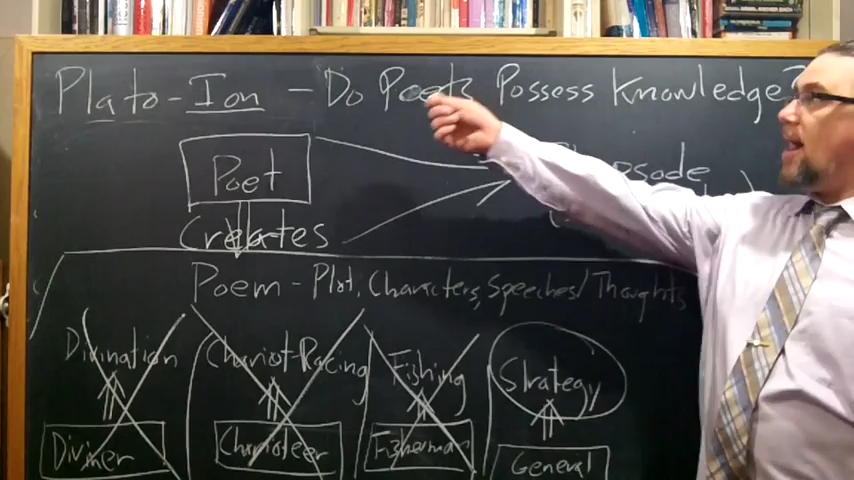 Plato - Ion - Do Poets Possess Knowledge?
Poet
Creates
Poem - Plot, Characters, Speeches/Thoughts
Divination Chariot-Racing Fishing Strategy
Diviner Charioteer Fisherman General